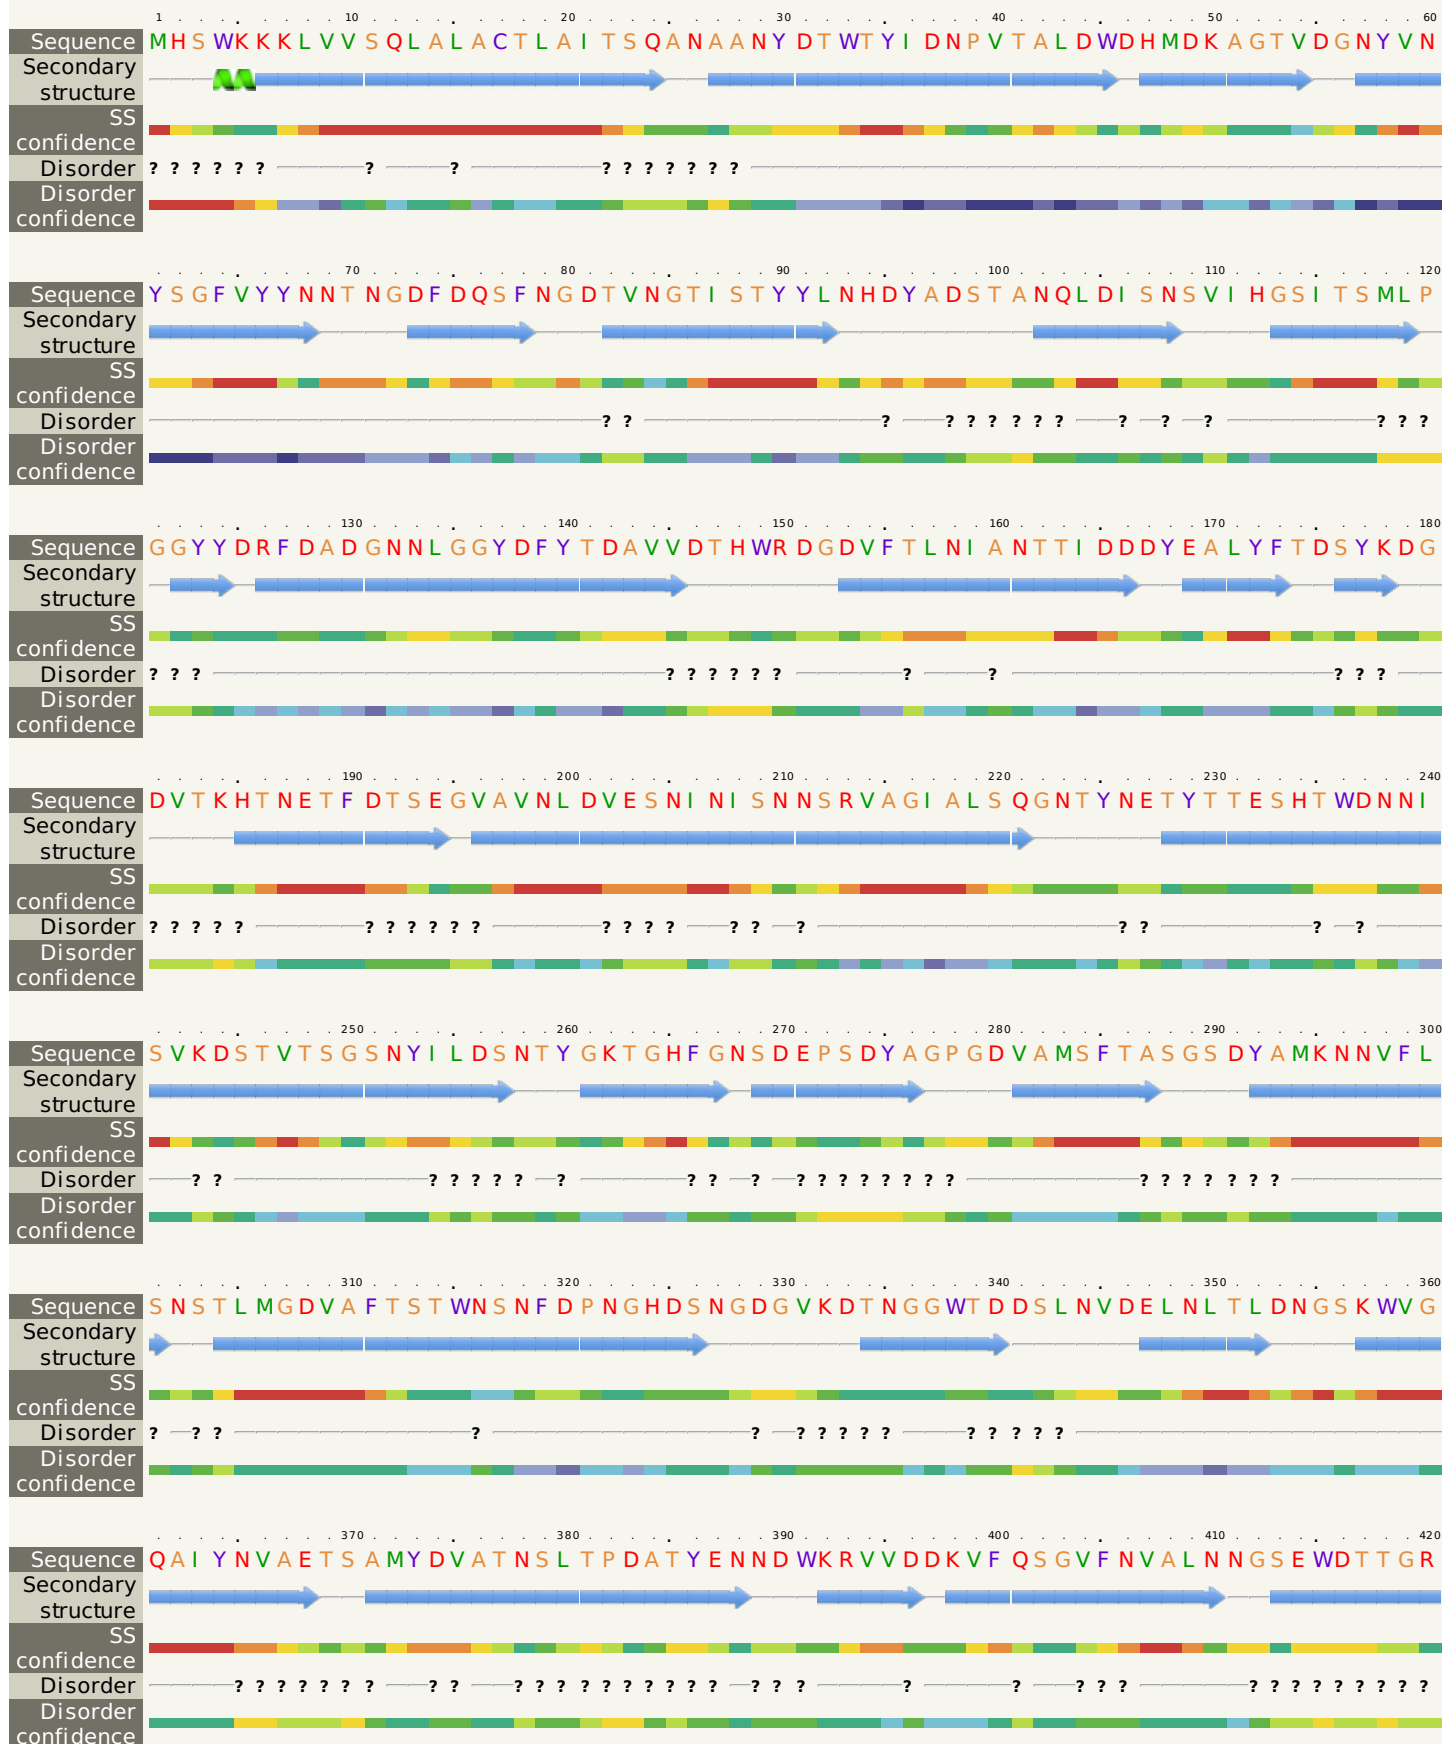 1 10 20 30 40 50 60
Sequence MHSWKKKLVVSQLALACTLAITSQANAANYDTWTYIDNPVTALDWDHMDKAGTVDGNYVN
Secondary
structure
SS
confidence
Disorder ? ? ? ? ? ? ? ? ? ? ? ? ? ? ?
Disorder
confidence
70 80 90 100 110 120
Sequence YSGFVYYNNTNGDFDQSFNGDTVNGTISTYYLNHDYADSTANQLDISNSVIHGSITSMLP
Secondary
structure
SS
confidence
Disorder ? ? ? ? ? ? ? ? ? ? ? ? ? ? ?
Disorder
confidence
130 140 150 160 170 180
Sequence GGYYDRFDADGNNLGGYDFYTDAVVDTHWRDGDVFTLNIANTTIDDDYEALYFTDSYKDG
Secondary
structure
SS
confidence
Disorder ? ? ? ? ? ? ? ? ? ? ? ? ? ?
Disorder
confidence
190 200 210 220 230 240
Sequence DVTKHTNETFDTSEGVAVNLDVESNINISNNSRVAGIALSQGNTYNETYTTESHTWDNNI
Secondary
structure
SS
confidence
Disorder ? ? ? ? ? ? ? ? ? ? ? ? ? ? ? ? ? ? ? ? ? ?
Disorder
confidence
250 260 270 280 290 300
Sequence SVKDSTVTSGSNYILDSNTYGKTGHFGNSDEPSDYAGPGDVAMSFTASGSDYAMKNNVFL
Secondary
structure
SS
confidence
Disorder ? ? ? ? ? ? ? ? ? ? ? ? ? ? ? ? ? ? ? ? ? ? ? ? ? ?
Disorder
confidence
310 320 330 340 350 360
Sequence SNSTLMGDVAFTSTWNSNFDPNGHDSNGDGVKDTNGGWTDDSLNVDELNLTLDNGSKWVG
Secondary
structure
SS
confidence
Disorder ? ? ? ? ? ? ? ? ? ? ? ? ? ? ?
Disorder
confidence
370 380 390 400 410 420
Sequence QAIYNVAETSAMYDVATNSLTPDATYENNDWKRVVDDKVFQSGVFNVALNNGSEWDTTGR
Secondary
structure
SS
confidence
Disorder ? ? ? ? ? ? ? ? ? ? ? ? ? ? ? ? ? ? ? ? ? ? ? ? ? ? ? ? ? ? ? ? ? ? ? ?
Disorder
confidence